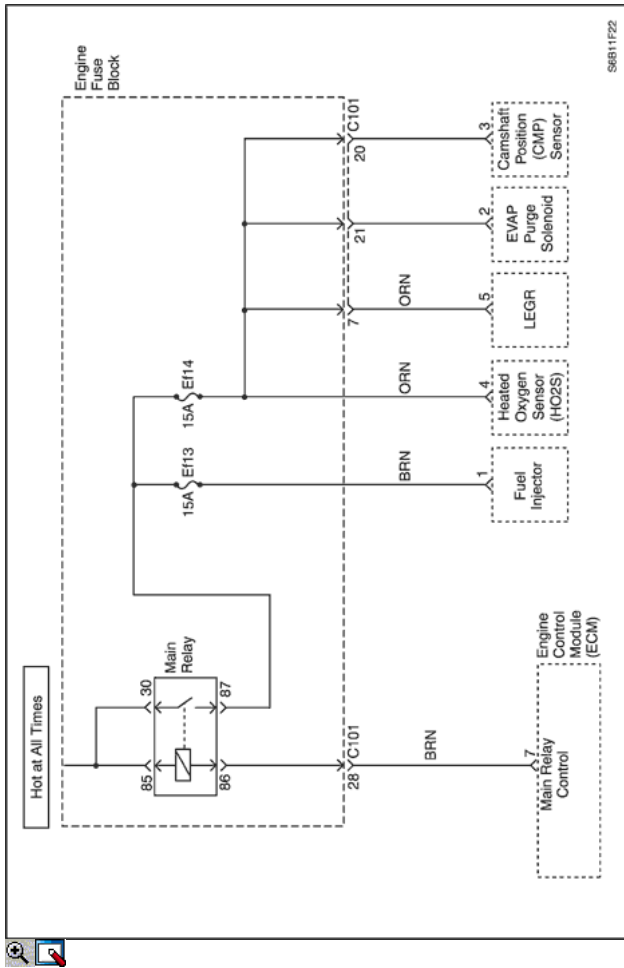 Hot at All Times
Engine
Fuse
Block
Main
Relay
85
30
86
87
15A Ef13
15A Ef14
28
C101
7
21
20
C101
BRN
BRN
ORN
ORN
7
Main Relay
Control
Engine
Control
Module
(ECM)
1
Fuel
Injector
4
Heated
Oxygen
Sensor
(HO2S)
5
LEGR
2
EVAP
Purge
Solenoid
3
Camshaft
Position
(CMP)
Sensor
S6B11F22